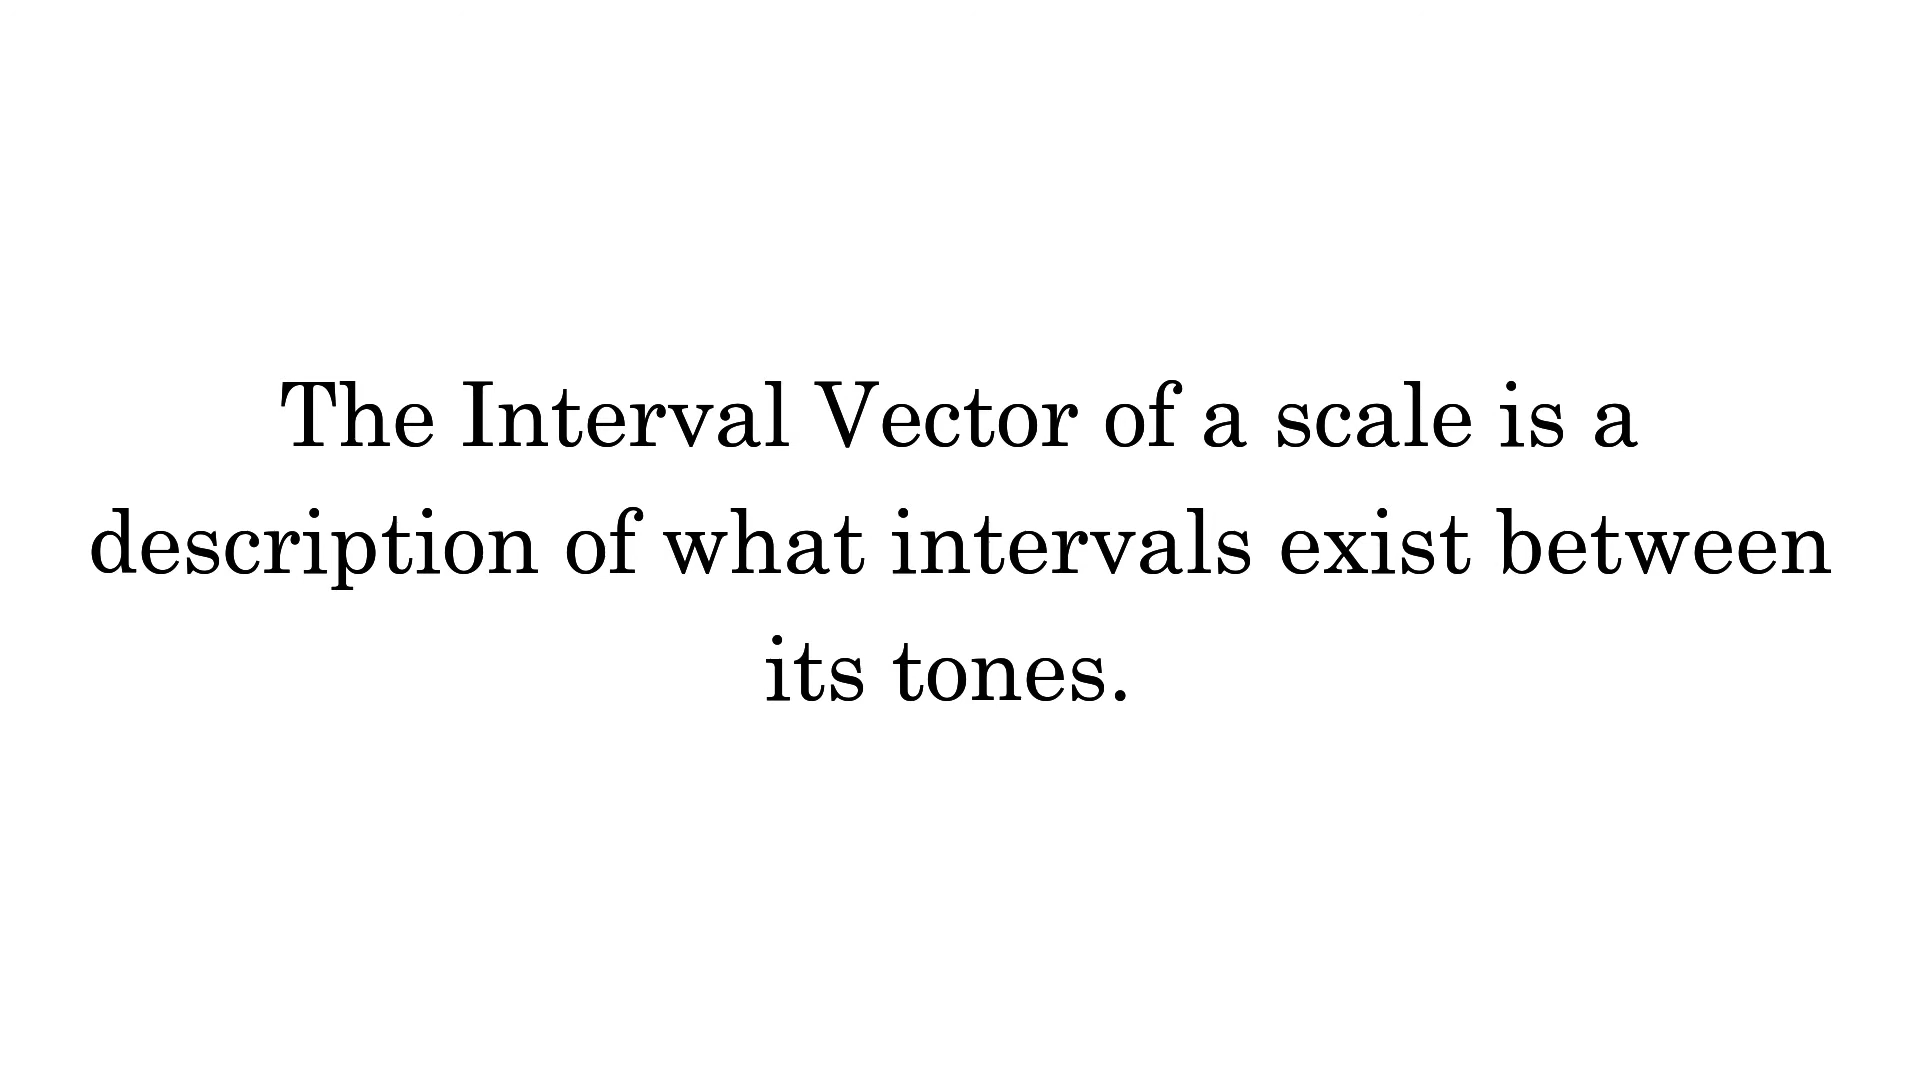 The Interval Vector of a scale is a
description of what intervals exist between
its tones.